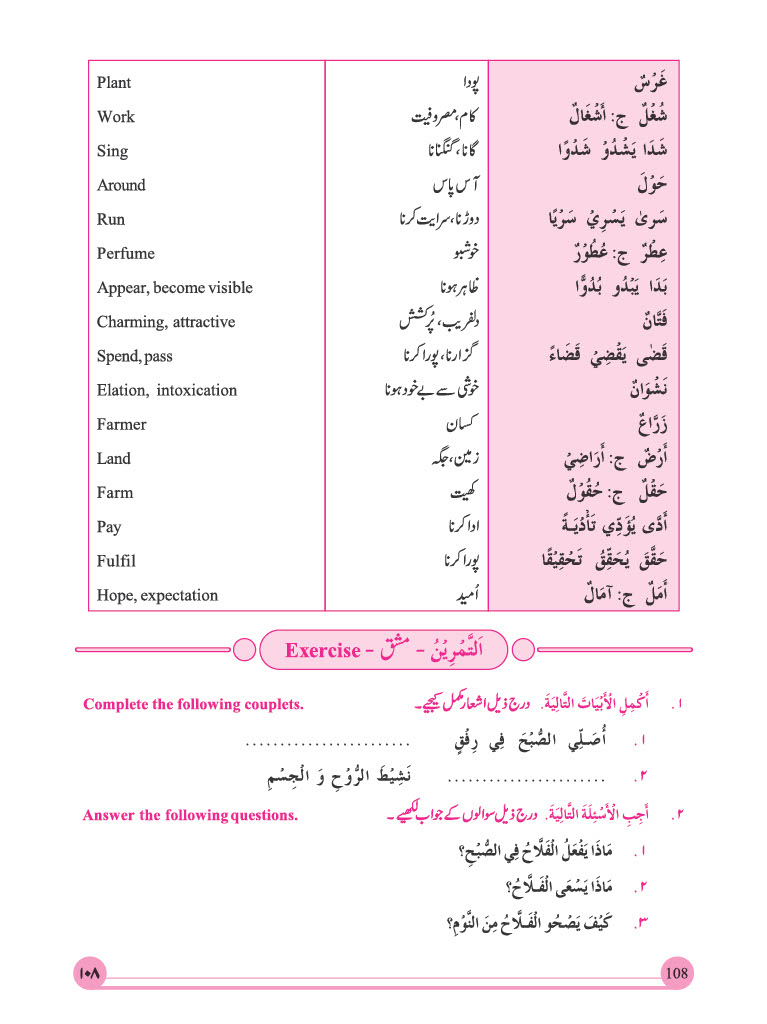 Plant پودا غَرْسٌ
Work کام، مصروفیت شُغْلٌ ج: أَشْغَالٌ
Sing گانا، گنگنانا شَدَا يَشْدُوْ شَدْوًا
Around آس پاس حَوْلَ
Run دوڑنا، سرایت کرنا سَرىٰ يَسْرِيْ سَرْيًا
Perfume خوشبو عِطْرٌ ج: عُطُوْرٌ
Appear, become visible ظاہر ہونا بَدَا يَبْدُو بُدُوًّا
Charming, attractive دلفریب، پُرکشش فَتَّانٌ
Spend, pass گزارنا، پورا کرنا قَضٰى يَقْضِيْ قَضَاءً
Elation, intoxication خوشی سے بے خود ہونا نَشْوَانٌ
Farmer کسان زَرَّاعٌ
Land زمین، جگہ أَرْضٌ ج: أَرَاضِيْ
Farm کھیت حَقْلٌ ج: حُقُوْلٌ
Pay ادا کرنا أَدَّى يُؤَدِّي تَأْدْيَـةً
Fulfil پورا کرنا حَقَّقَ يُحَقِّقُ تَحْقِيْقًا
Hope, expectation اُمید أَمَلٌ ج: آمَالٌ
اَلتَّمْرِيْنُ - مشق - Exercise
۱. أَكْمِلِ الْأَبْيَاتَ التَّالِيَةَ. درج ذیل اشعار مکمل کیجیے۔ Complete the following couplets.
۱. أُصَلِّي الصُّبْحَ فِي رِفْقٍ ........................
۲. ....................... نَشِيْطَ الرُّوْحِ وَ الْجِسْمِ
۲. أَجِبِ الْأَسْئِلَةَ التَّالِيَةَ. درج ذیل سوالوں کے جواب لکھیے۔ Answer the following questions.
۱. مَاذَا يَفْعَلُ الْفَلَّاحُ فِي الصُّبْحِ؟
۲. مَاذَا يَسْعَى الْفَـلَّاحُ؟
۳. كَيْفَ يَصْحُو الْفَـلَّاحُ مِنَ النَّوْمِ؟
۱۰۸ 108